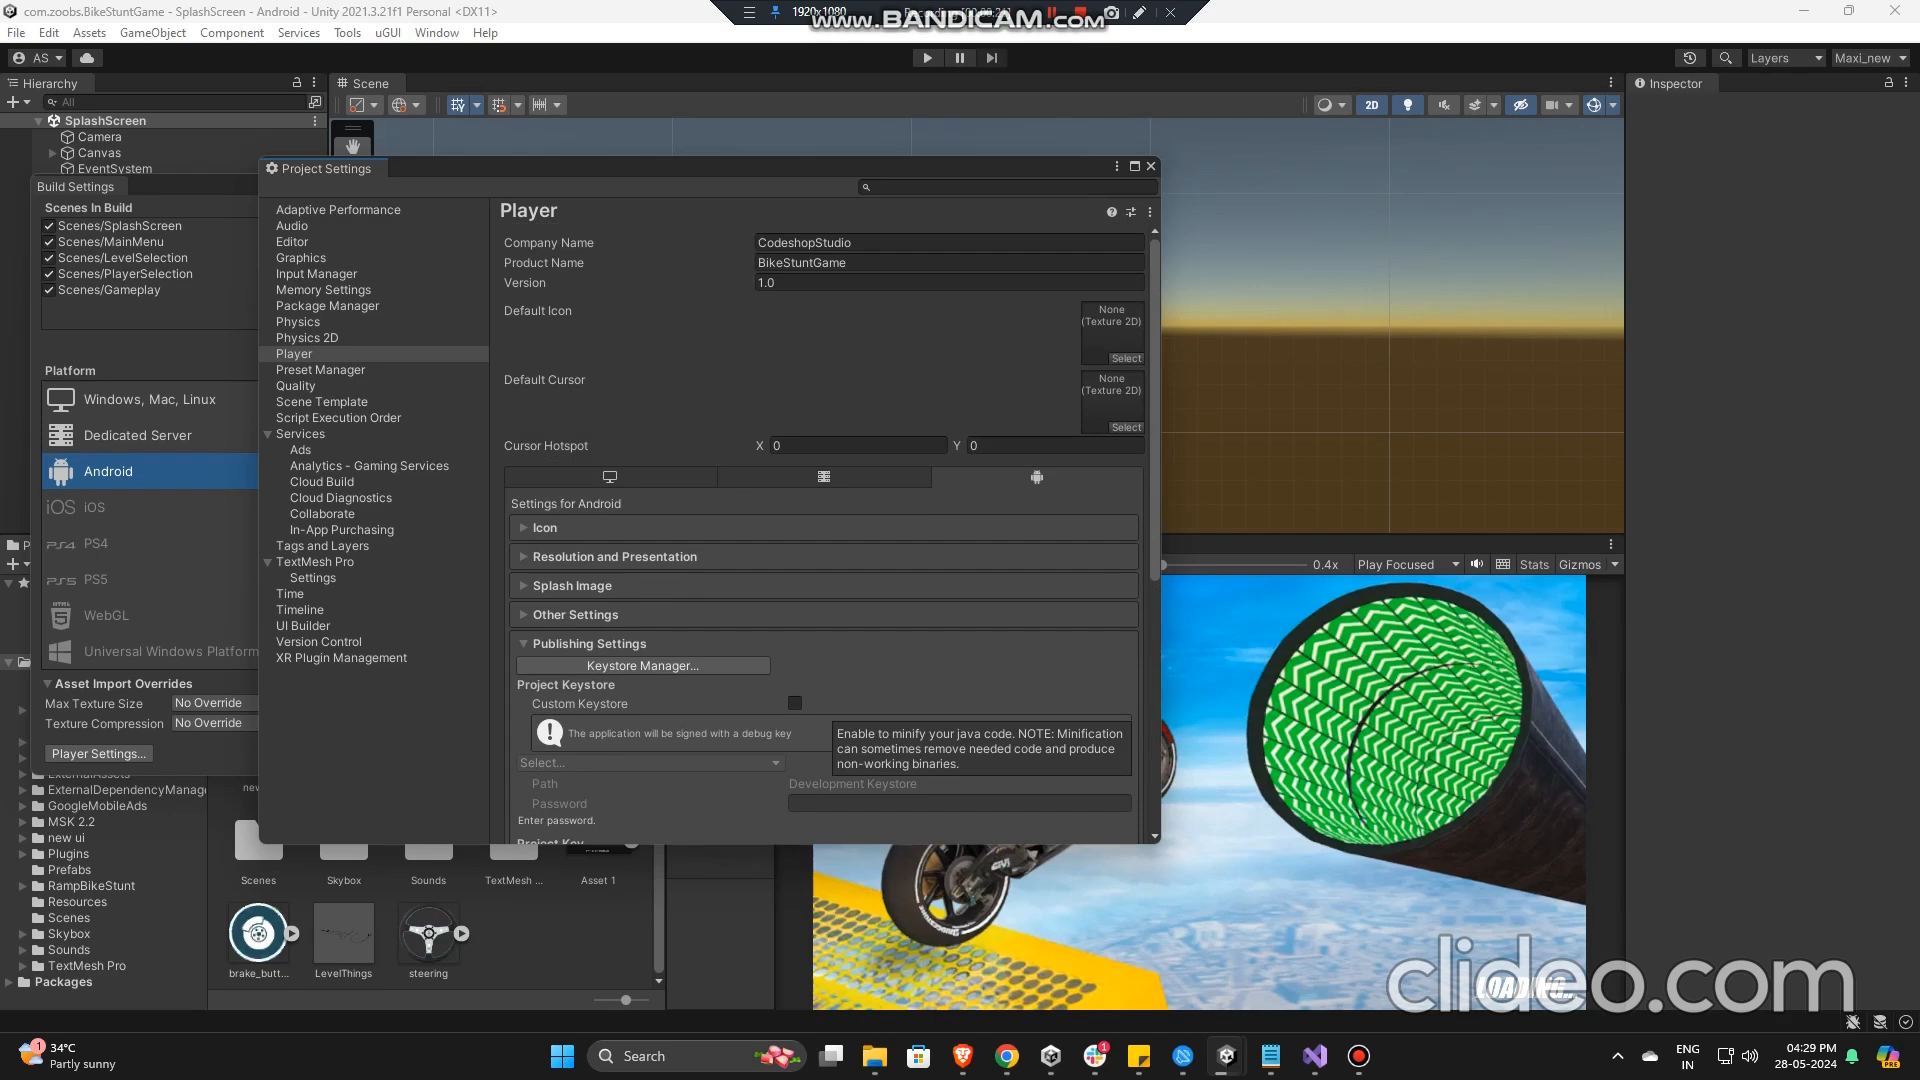 com.zoobs.BikeStuntGame - SplashScreen - Android - Unity 2021.3.21f1 Personal <DX11>
1920x1080
www.BANDICAM.com
File Edit Assets GameObject Component Services Tools uGUI Window Help
AS
Layers
Maxi_new
Hierarchy
Scene
Inspector
All
2D
SplashScreen
Camera
Canvas
EventSystem
Build Settings
Scenes In Build
Scenes/SplashScreen
Scenes/MainMenu
Scenes/LevelSelection
Scenes/PlayerSelection
Scenes/Gameplay
Platform
Windows, Mac, Linux
Dedicated Server
Android
iOS iOS
PS4
PS5
WebGL
Universal Windows Platform
Asset Import Overrides
Max Texture Size No Override
Texture Compression No Override
Player Settings...
Project Settings
Adaptive Performance
Audio
Editor
Graphics
Input Manager
Memory Settings
Package Manager
Physics
Physics 2D
Player
Preset Manager
Quality
Scene Template
Script Execution Order
Services
Ads
Analytics - Gaming Services
Cloud Build
Cloud Diagnostics
Collaborate
In-App Purchasing
Tags and Layers
TextMesh Pro
Settings
Time
Timeline
UI Builder
Version Control
XR Plugin Management
Player
Company Name CodeshopStudio
Product Name BikeStuntGame
Version 1.0
Default Icon
None
(Texture 2D)
Select
Default Cursor
None
(Texture 2D)
Select
Cursor Hotspot X 0 Y 0
Settings for Android
Icon
Resolution and Presentation
Splash Image
Other Settings
Publishing Settings
Keystore Manager...
Project Keystore
Custom Keystore
The application will be signed with a debug key
Enable to minify your java code. NOTE: Minification
can sometimes remove needed code and produce
non-working binaries.
Select...
Path Development Keystore
Password
Enter password.
Project Key
0.4x Play Focused Stats Gizmos
ExternalAssets
ExternalDependencyManage
GoogleMobileAds
MSK 2.2
new ui
Plugins
Prefabs
RampBikeStunt
Resources
Scenes
Skybox
Sounds
TextMesh Pro
Packages
new
Scenes Skybox Sounds TextMesh ... Asset 1
brake_butt... LevelThings steering
LOADING..
clideo.com
34°C
Partly sunny
Search
ENG
IN
04:29 PM
28-05-2024